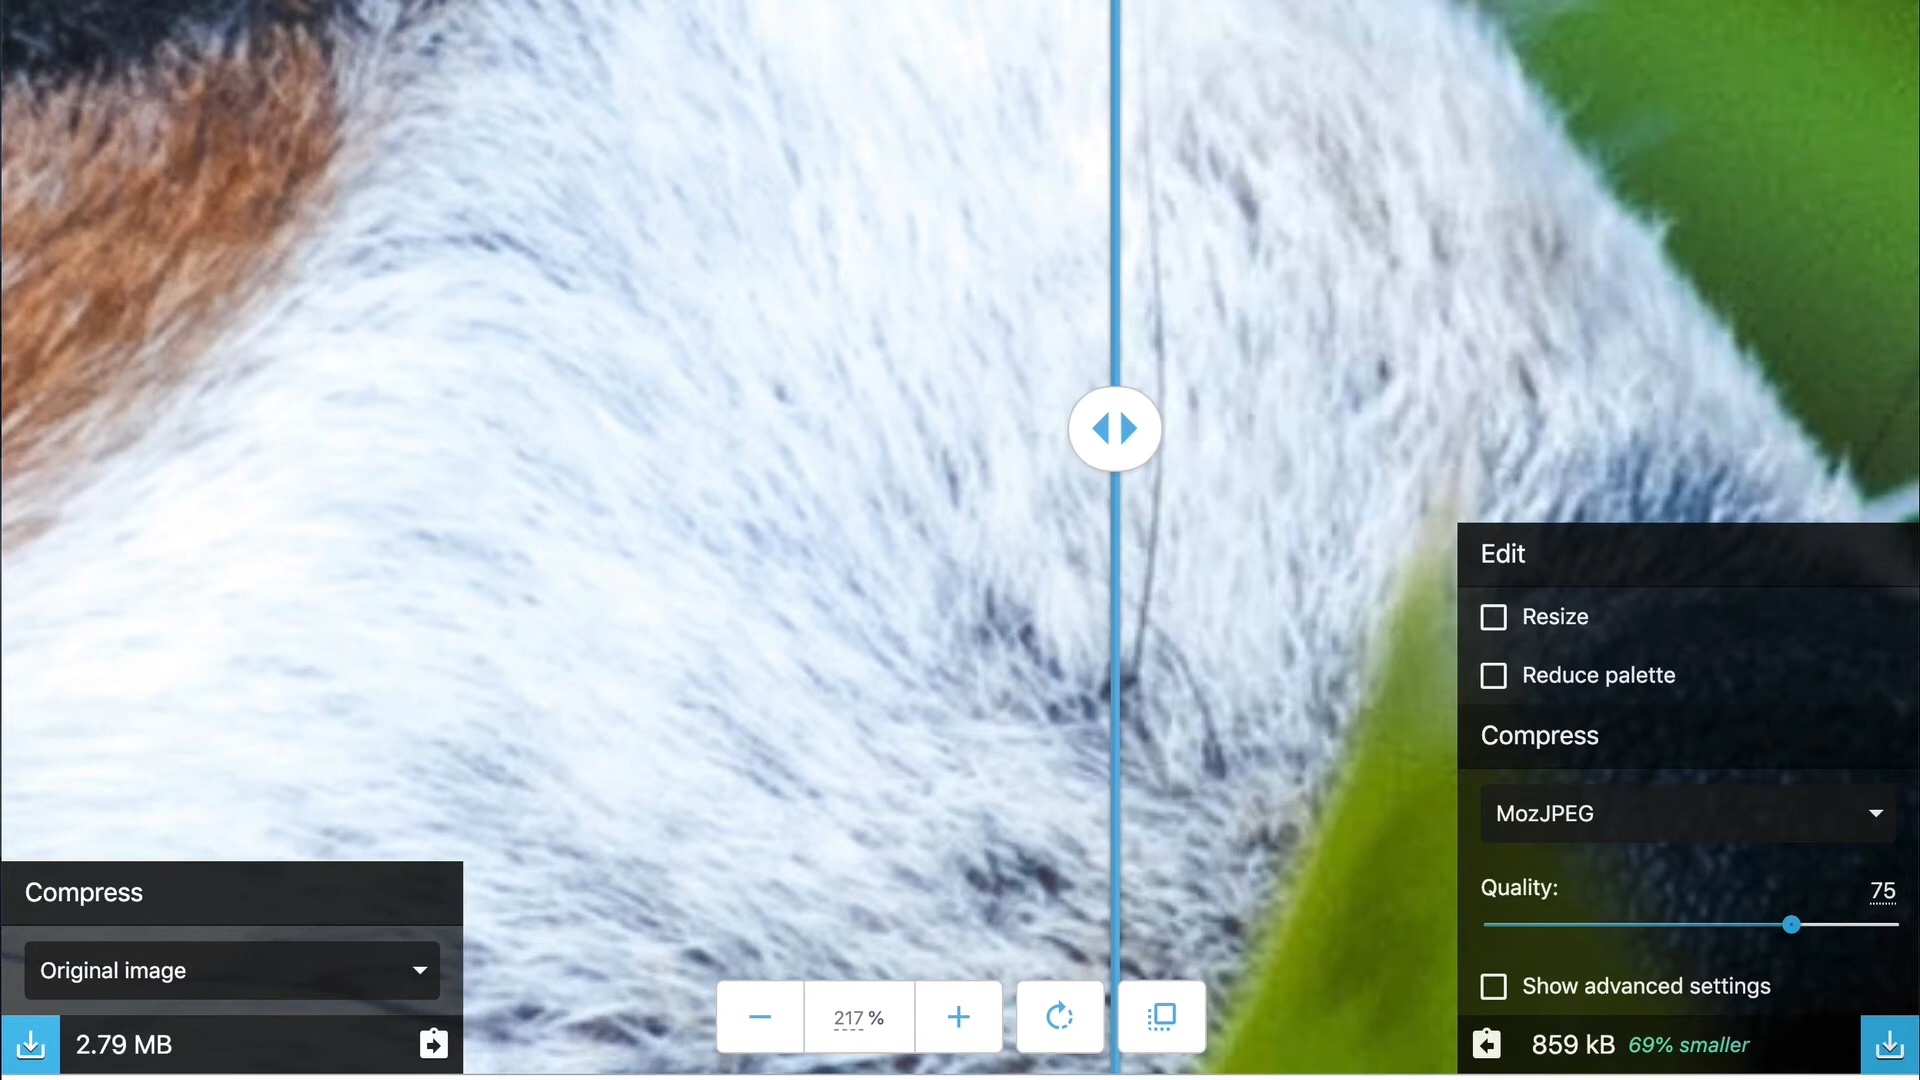 Edit
Resize
Reduce palette
Compress
MozJPEG
Quality: 75
Show advanced settings
859 kB 69% smaller
Compress
Original image
2.79 MB
217 %